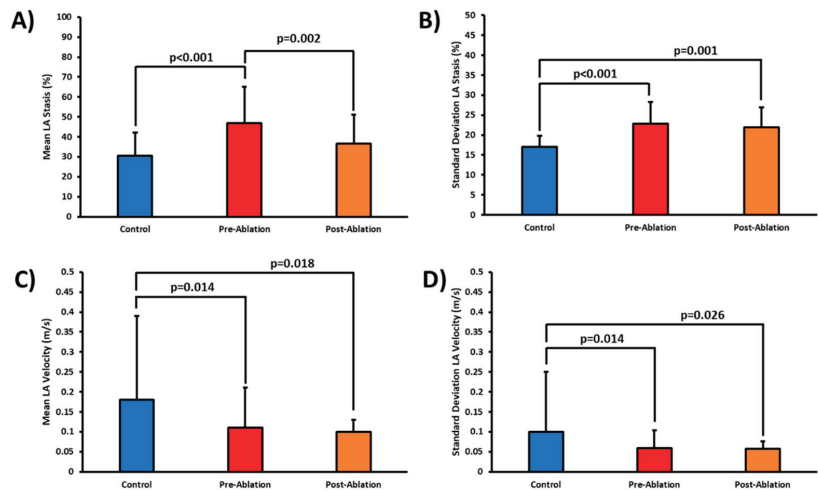 A)
Mean LA Stasis (%)
100
90
80
70
60
50
40
30
20
10
0
p<0.001
p=0.002
Control Pre-Ablation Post-Ablation
B)
Standard Deviation LA Stasis (%)
50
45
40
35
30
25
20
15
10
5
0
p=0.001
p<0.001
Control Pre-Ablation Post-Ablation
C)
Mean LA Velocity (m/s)
0.5
0.45
0.4
0.35
0.3
0.25
0.2
0.15
0.1
0.05
0
p=0.018
p=0.014
Control Pre-Ablation Post-Ablation
D)
Standard Deviation LA Velocity (m/s)
0.5
0.45
0.4
0.35
0.3
0.25
0.2
0.15
0.1
0.05
0
p=0.026
p=0.014
Control Pre-Ablation Post-Ablation